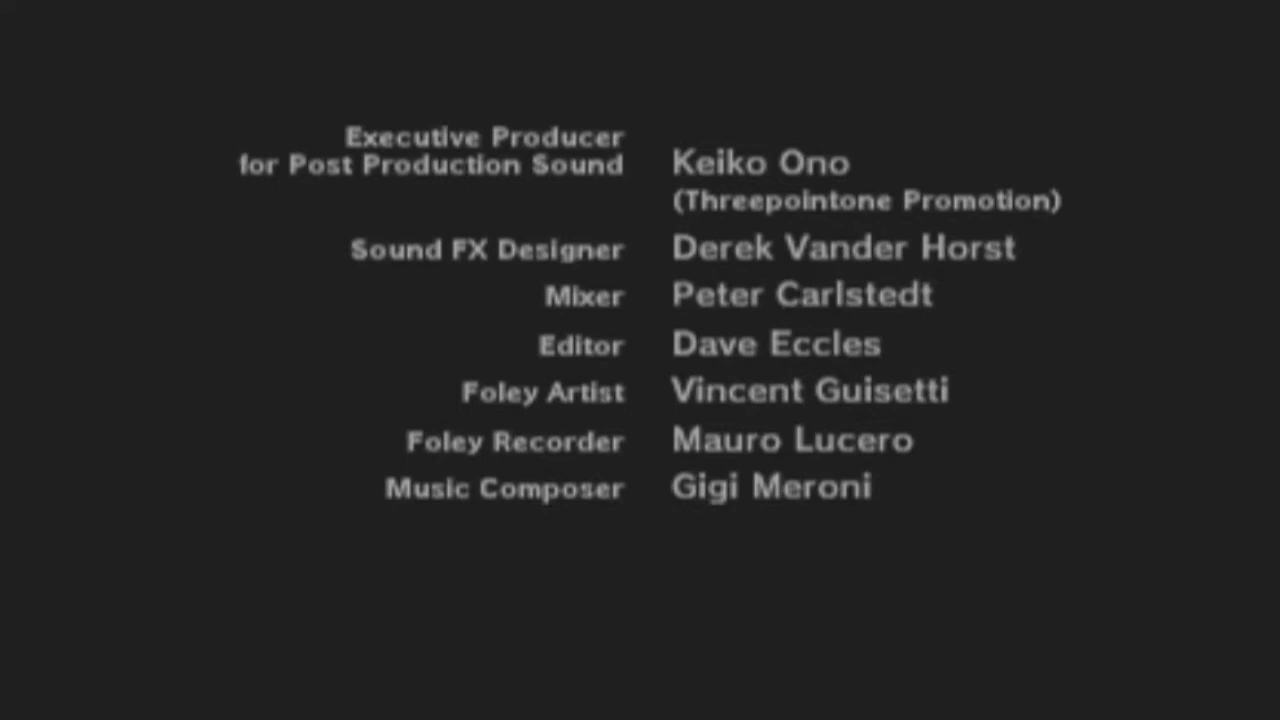 Executive Producer
for Post Production Sound Keiko Ono
(Threepointone Promotion)
Sound FX Designer Derek Vander Horst
Mixer Peter Carlstedt
Editor Dave Eccles
Foley Artist Vincent Guisetti
Foley Recorder Mauro Lucero
Music Composer Gigi Meroni